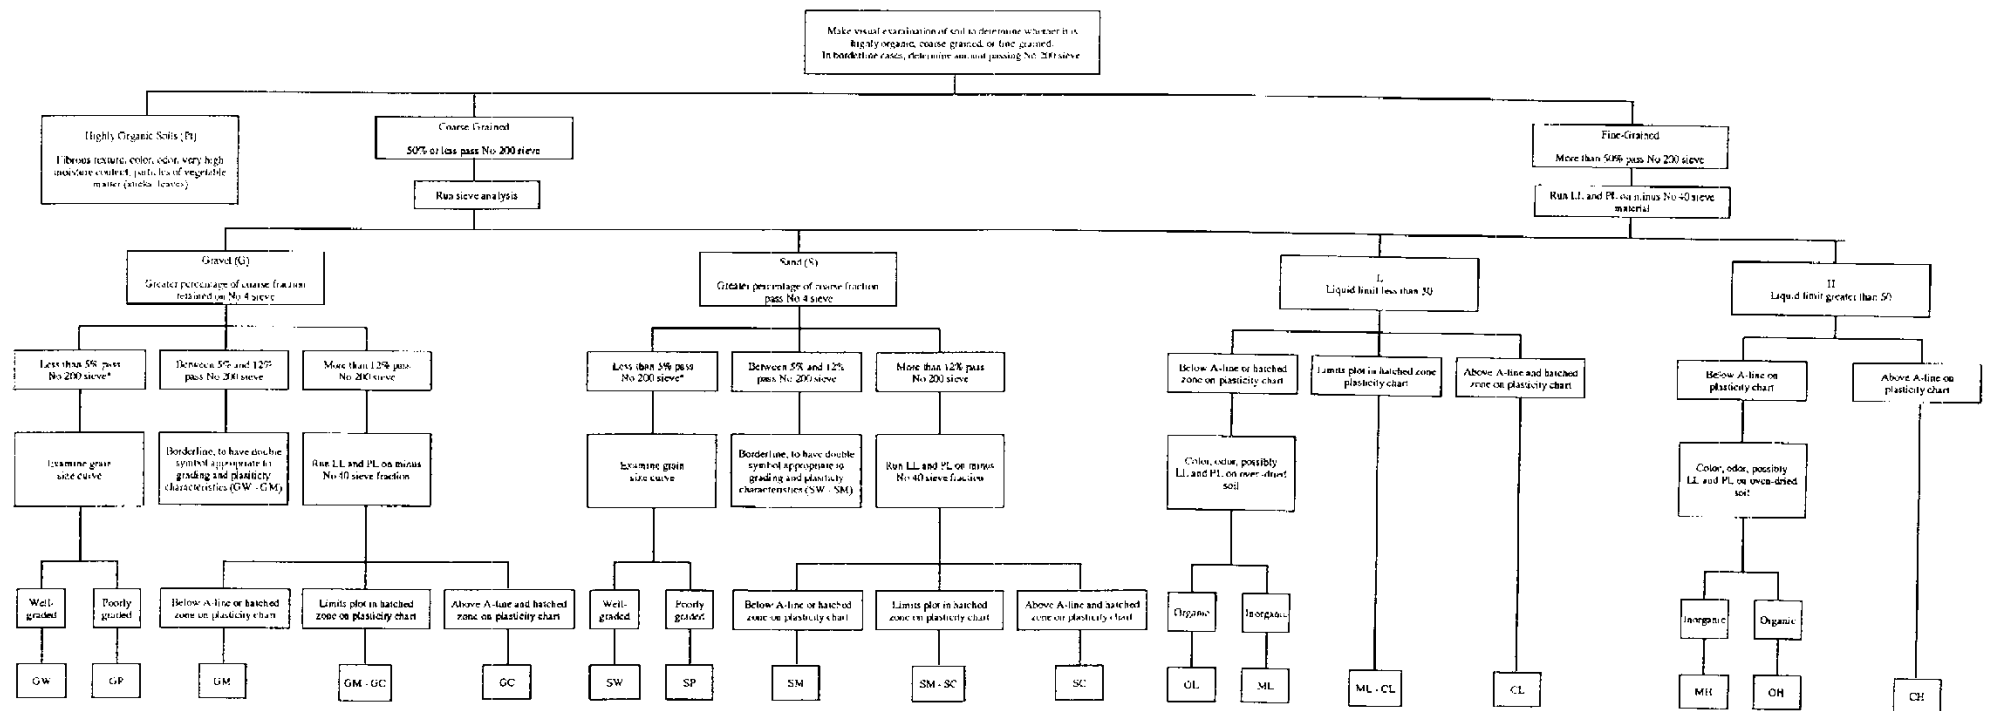 Make visual examination of soil to determine whether it is
highly organic, coarse grained, or fine grained.
In borderline cases, determine amount passing No 200 sieve
Highly Organic Soils (Pt)
Fibrous texture, color, odor, very high
moisture content, particles of vegetable
matter (sticks, leaves)
Coarse Grained
50% or less pass No 200 sieve
Run sieve analysis
Fine-Grained
More than 50% pass No 200 sieve
Run LL and PL on minus No 40 sieve
material
Gravel (G)
Greater percentage of coarse fraction
retained on No 4 sieve
Sand (S)
Greater percentage of coarse fraction
pass No 4 sieve
L
Liquid limit less than 50
H
Liquid limit greater than 50
Less than 5% pass
No 200 sieve*
Between 5% and 12%
pass No 200 sieve
More than 12% pass
No 200 sieve
Less than 5% pass
No 200 sieve*
Between 5% and 12%
pass No 200 sieve
More than 12% pass
No 200 sieve
Below A-line or hatched
zone on plasticity chart
Limits plot in hatched zone
plasticity chart
Above A-line and hatched
zone on plasticity chart
Below A-line on
plasticity chart
Above A-line on
plasticity chart
Examine grain
size curve
Borderline, to have double
symbol appropriate to
grading and plasticity
characteristics (GW - GM)
Run LL and PL on minus
No 40 sieve fraction
Examine grain
size curve
Borderline, to have double
symbol appropriate to
grading and plasticity
characteristics (SW - SM)
Run LL and PL on minus
No 40 sieve fraction
Color, odor, possibly
LL and PL on oven-dried
soil
Color, odor, possibly
LL and PL on oven-dried
soil
Well-
graded
Poorly
graded
Below A-line or hatched
zone on plasticity chart
Limits plot in hatched
zone on plasticity chart
Above A-line and hatched
zone on plasticity chart
Well-
graded
Poorly
graded
Below A-line or hatched
zone on plasticity chart
Limits plot in hatched
zone on plasticity chart
Above A-line and hatched
zone on plasticity chart
Organic
Inorganic
Inorganic
Organic
GW
GP
GM
GM - GC
GC
SW
SP
SM
SM - SC
SC
OL
ML
ML - CL
CL
MH
OH
CH